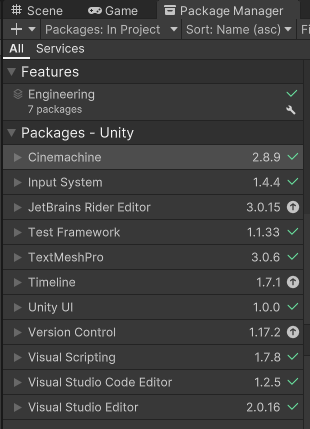 Scene Game Package Manager
+ Packages: In Project Sort: Name (asc) Fi
All Services
Features
Engineering
7 packages
Packages - Unity
Cinemachine 2.8.9
Input System 1.4.4
JetBrains Rider Editor 3.0.15
Test Framework 1.1.33
TextMeshPro 3.0.6
Timeline 1.7.1
Unity UI 1.0.0
Version Control 1.17.2
Visual Scripting 1.7.8
Visual Studio Code Editor 1.2.5
Visual Studio Editor 2.0.16